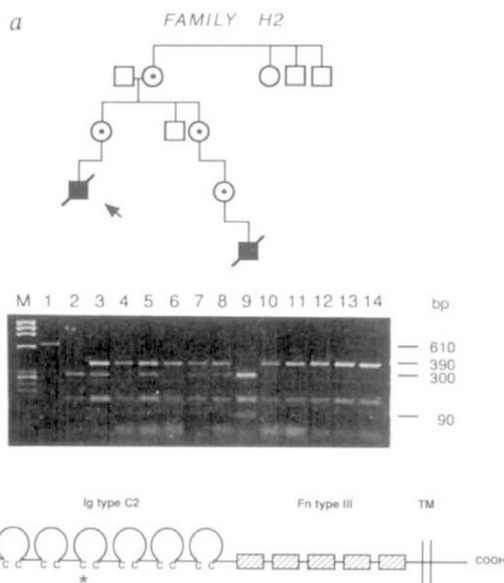 a
FAMILY H2
M 1 2 3 4 5 6 7 8 9 10 11 12 13 14 bp
610
390
300
90
Ig type C2 Fn type III TM
C C C C C C C C C C C C COOH
*